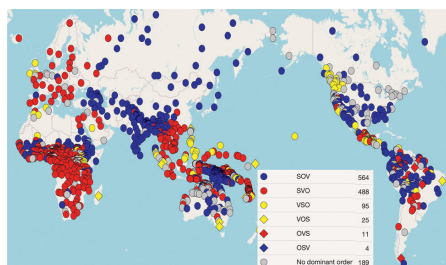 SOV 564
SVO 488
VSO 95
VOS 25
OVS 11
OSV 4
No dominant order 189